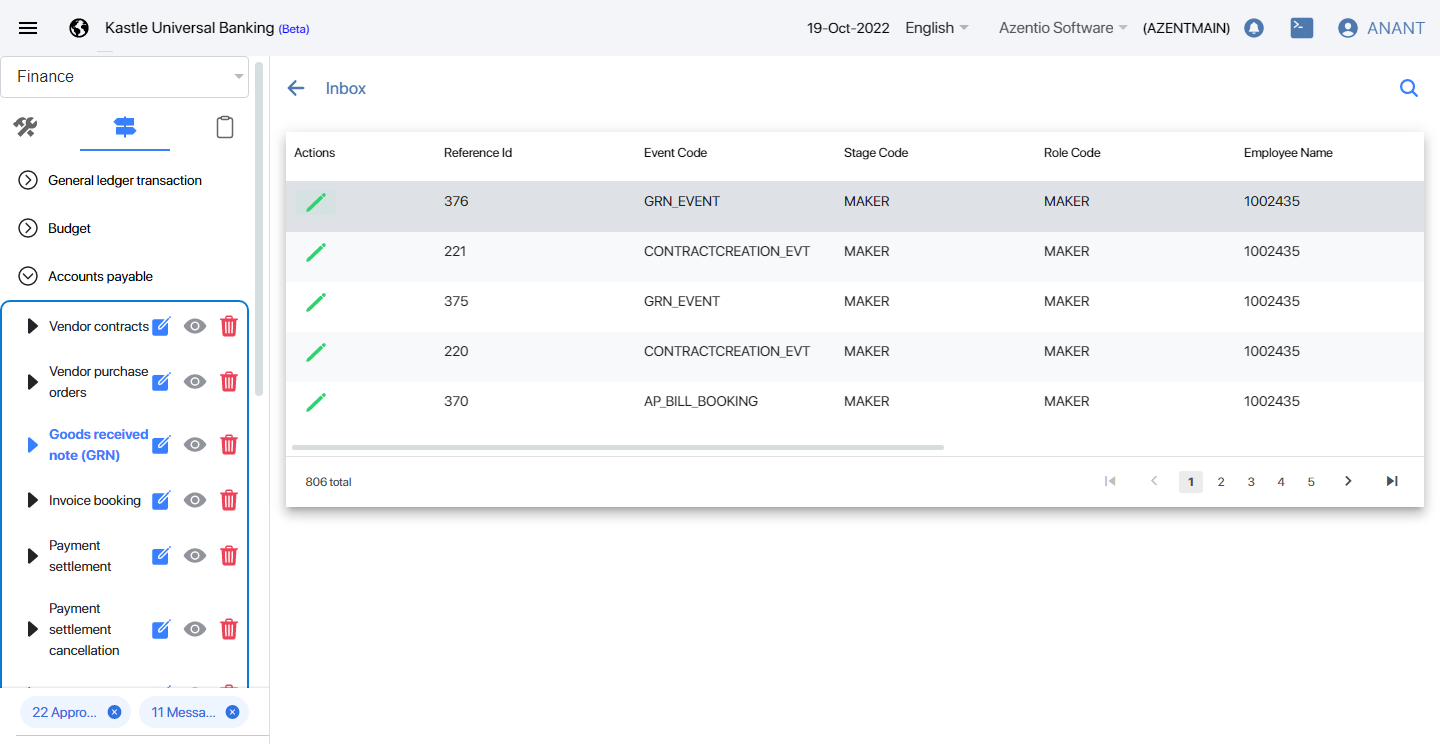 Kastle Universal Banking (Beta)
19-Oct-2022 English Azentio Software (AZENTMAIN) ANANT
Finance
General ledger transaction
Budget
Accounts payable
Vendor contracts
Vendor purchase
orders
Goods received
note (GRN)
Invoice booking
Payment
settlement
Payment
settlement
cancellation
22 Appro...
11 Messa...
Inbox
Actions Reference Id Event Code Stage Code Role Code Employee Name
376 GRN_EVENT MAKER MAKER 1002435
221 CONTRACTCREATION_EVT MAKER MAKER 1002435
375 GRN_EVENT MAKER MAKER 1002435
220 CONTRACTCREATION_EVT MAKER MAKER 1002435
370 AP_BILL_BOOKING MAKER MAKER 1002435
806 total
1 2 3 4 5